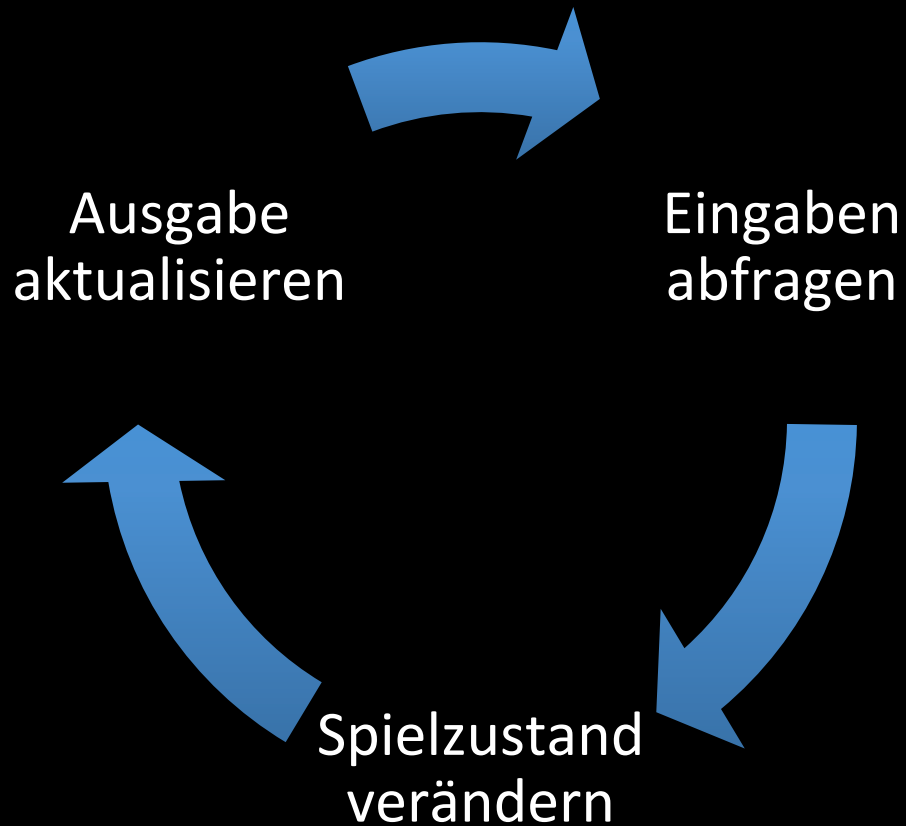 Ausgabe
aktualisieren
Eingaben
abfragen
Spielzustand
verändern